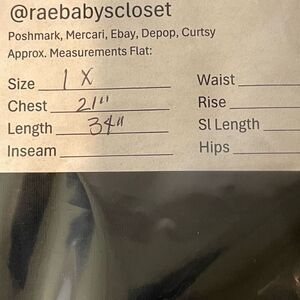 @raebabyscloset
Poshmark, Mercari, Ebay, Depop, Curtsy
Approx. Measurements Flat:
Size 1X Waist
Chest 21" Rise
Length 34" Sl Length
Inseam Hips